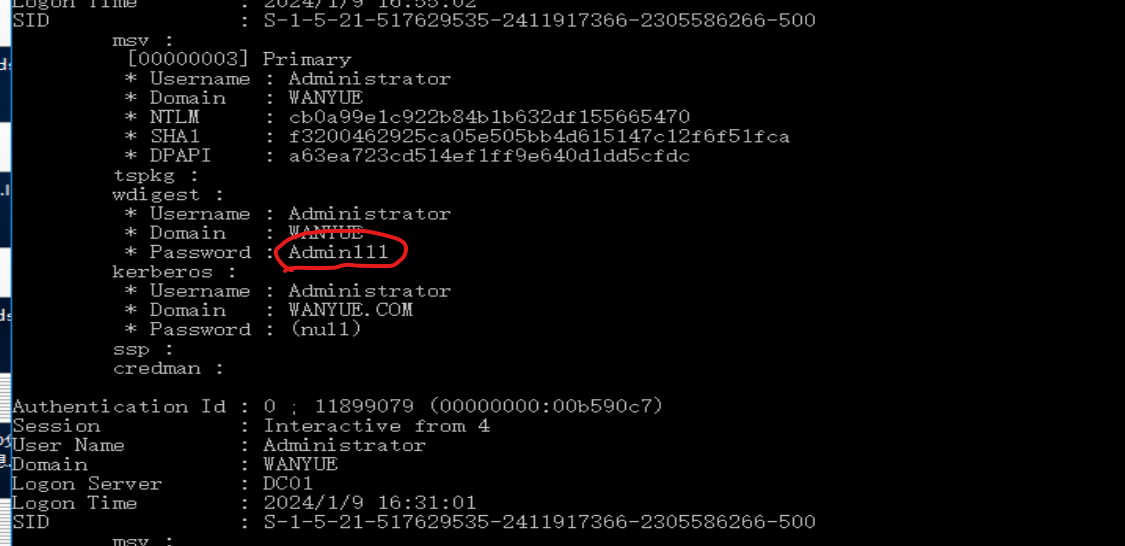 Logon Time : 2024/1/9 16:55:02
SID : S-1-5-21-517629535-2411917366-2305586266-500
msv :
[00000003] Primary
* Username : Administrator
* Domain : WANYUE
* NTLM : cb0a99e1c922b84b1b632df155665470
* SHA1 : f3200462925ca05e505bb4d615147c12f6f51fca
* DPAPI : a63ea723cd514ef1ff9e640d1dd5cfdc
tspkg :
wdigest :
* Username : Administrator
* Domain : WANYUE
* Password : Admin111
kerberos :
* Username : Administrator
* Domain : WANYUE.COM
* Password : (null)
ssp :
credman :
Authentication Id : 0 ; 11899079 (00000000:00b590c7)
Session : Interactive from 4
User Name : Administrator
Domain : WANYUE
Logon Server : DC01
Logon Time : 2024/1/9 16:31:01
SID : S-1-5-21-517629535-2411917366-2305586266-500
msv :